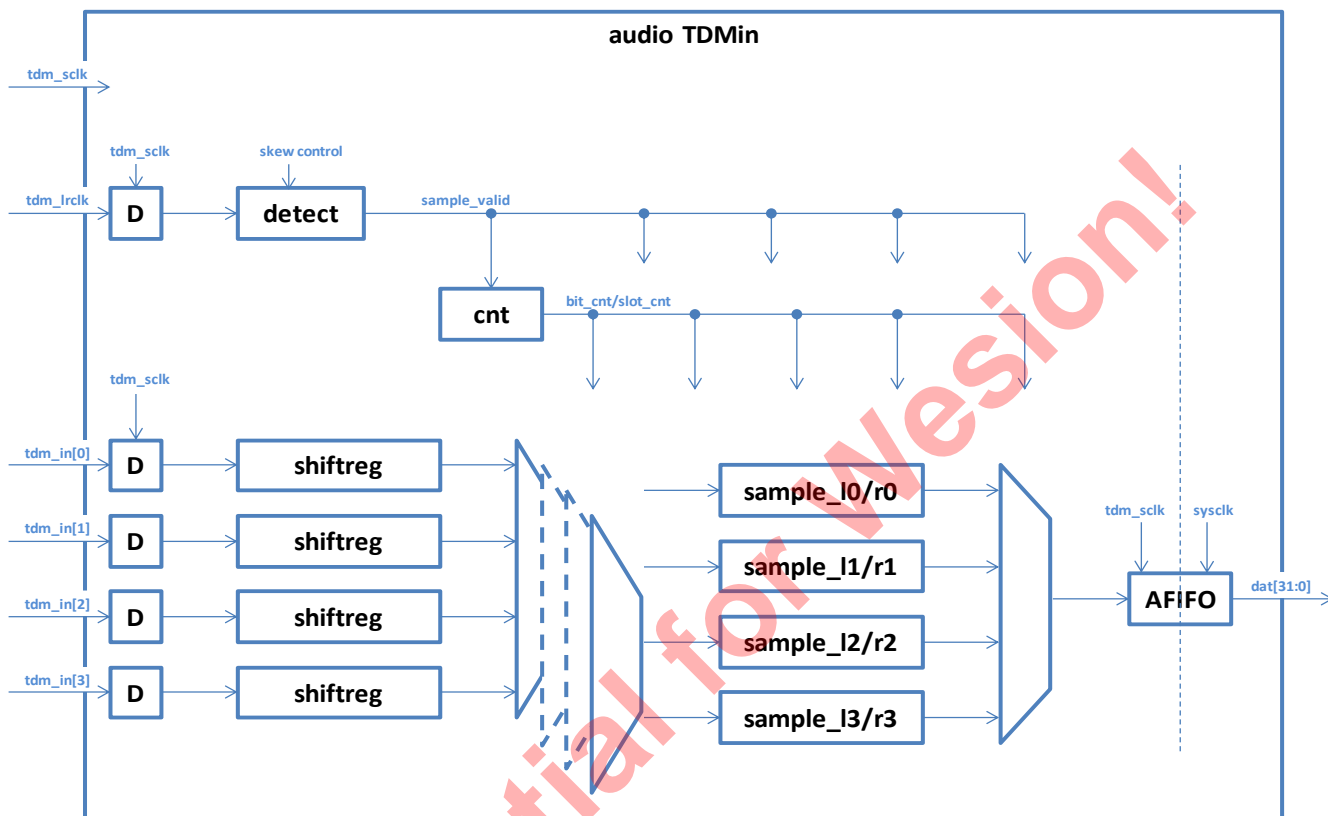 audio TDMin
tdm_sclk
tdm_sclk
skew control
tdm_lrclk
D
detect
sample_valid
cnt
bit_cnt/slot_cnt
tdm_sclk
tdm_in[0]
D
shiftreg
sample_l0/r0
tdm_in[1]
D
shiftreg
sample_l1/r1
tdm_sclk
sysclk
tdm_in[2]
D
shiftreg
sample_l2/r2
AFIFO
dat[31:0]
tdm_in[3]
D
shiftreg
sample_l3/r3
tial for Wesion!